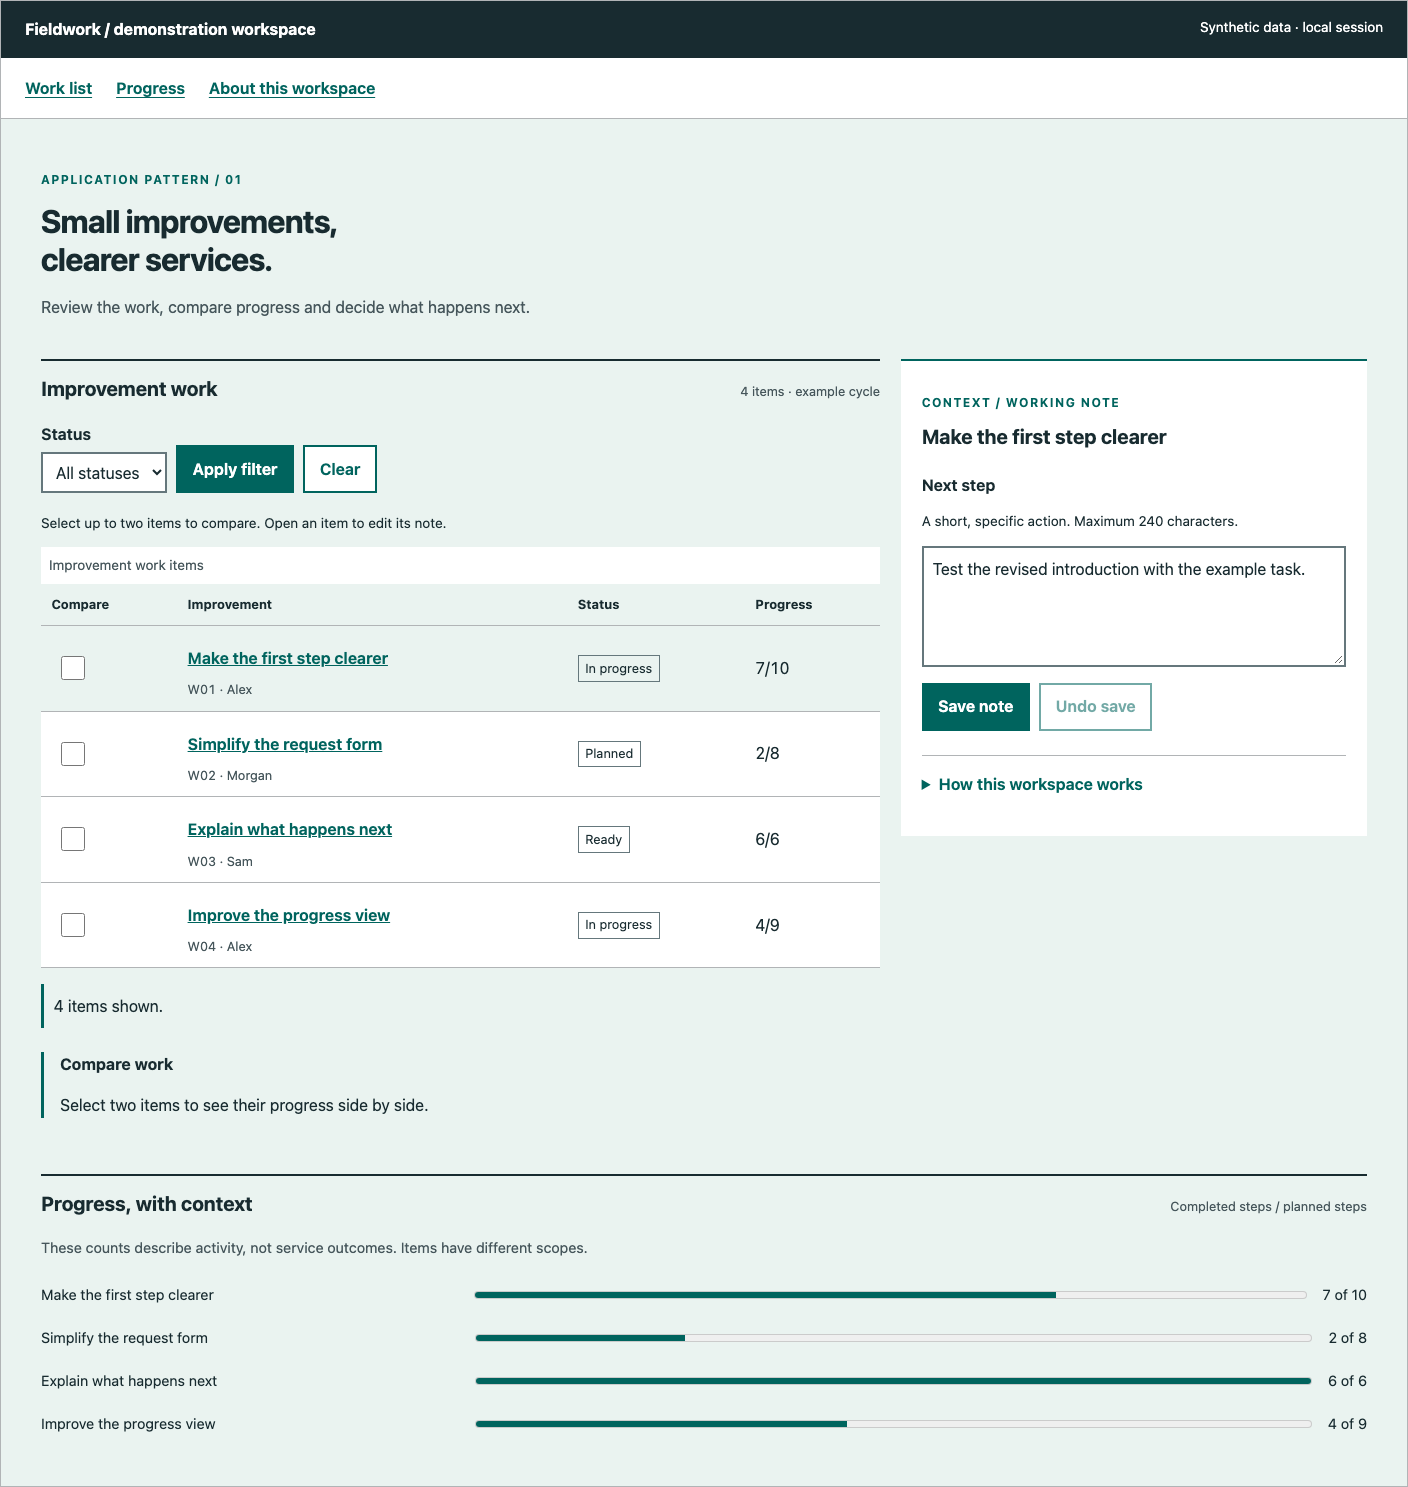 Fieldwork / demonstration workspace
Synthetic data · local session
Work list Progress About this workspace
APPLICATION PATTERN / 01
Small improvements,
clearer services.
Review the work, compare progress and decide what happens next.
Improvement work
4 items · example cycle
Status
All statuses Apply filter Clear
Select up to two items to compare. Open an item to edit its note.
Improvement work items
Compare Improvement Status Progress
Make the first step clearer
W01 · Alex
In progress
7/10
Simplify the request form
W02 · Morgan
Planned
2/8
Explain what happens next
W03 · Sam
Ready
6/6
Improve the progress view
W04 · Alex
In progress
4/9
4 items shown.
Compare work
Select two items to see their progress side by side.
CONTEXT / WORKING NOTE
Make the first step clearer
Next step
A short, specific action. Maximum 240 characters.
Test the revised introduction with the example task.
Save note Undo save
How this workspace works
Progress, with context
Completed steps / planned steps
These counts describe activity, not service outcomes. Items have different scopes.
Make the first step clearer 7 of 10
Simplify the request form 2 of 8
Explain what happens next 6 of 6
Improve the progress view 4 of 9